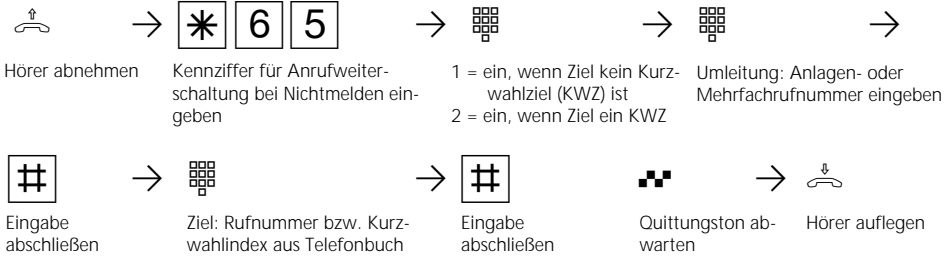 * 6 5
Hörer abnehmen
Kennziffer für Anrufweiter-
schaltung bei Nichtmelden ein-
geben
1 = ein, wenn Ziel kein Kurz-
wahlziel (KWZ) ist
2 = ein, wenn Ziel ein KWZ
Umleitung: Anlagen- oder
Mehrfachrufnummer eingeben
#
#
Eingabe
abschließen
Ziel: Rufnummer bzw. Kurz-
wahlindex aus Telefonbuch
Eingabe
abschließen
Quittungston ab-
warten
Hörer auflegen